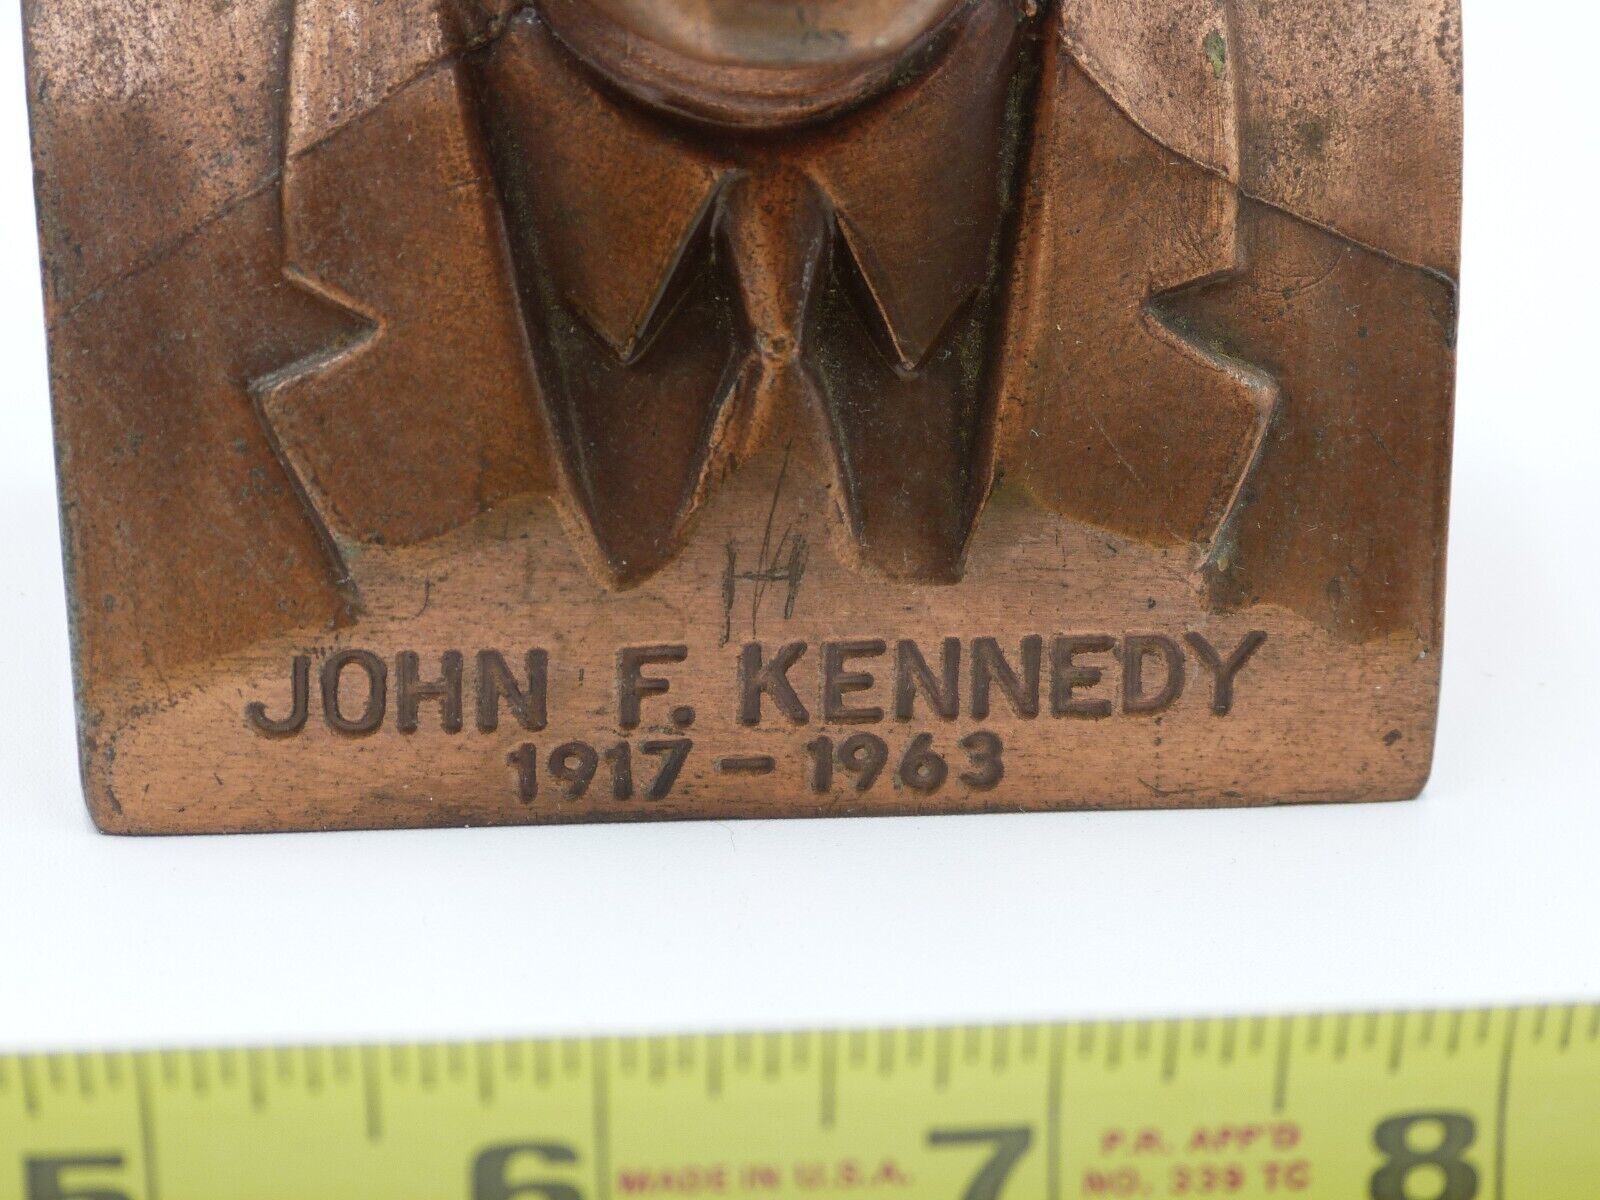 JOHN F. KENNEDY
1917 – 1963
5 6 7 8
MADE IN U.S.A.
P.A. APP'D
NO. 339 TC